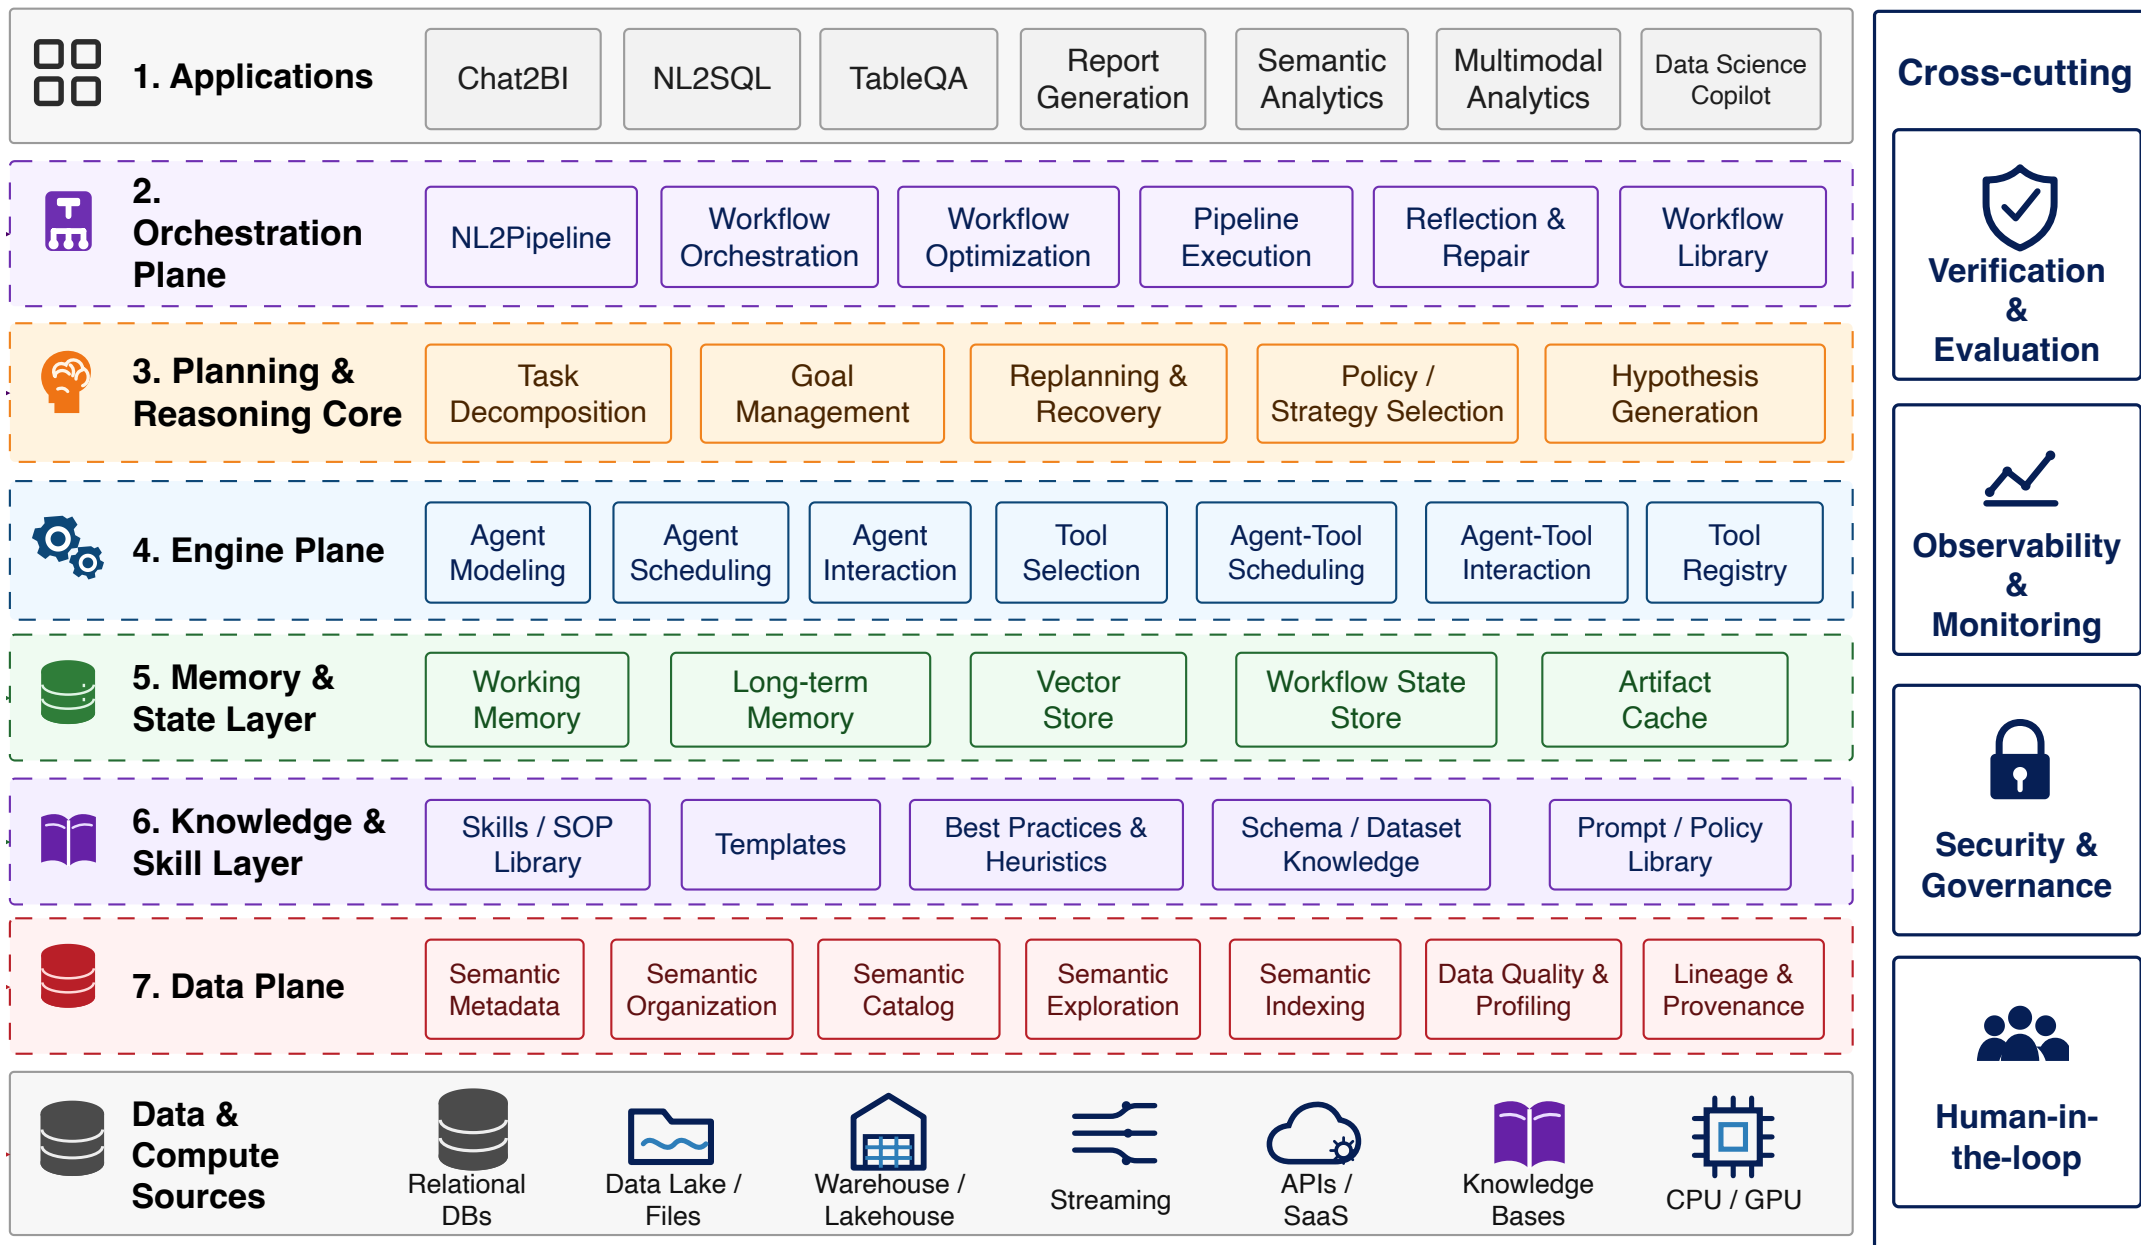 1. Applications
Chat2BI
NL2SQL
TableQA
Report
Generation
Semantic
Analytics
Multimodal
Analytics
Data Science
Copilot
2.
Orchestration
Plane
NL2Pipeline
Workflow
Orchestration
Workflow
Optimization
Pipeline
Execution
Reflection &
Repair
Workflow
Library
3. Planning &
Reasoning Core
Task
Decomposition
Goal
Management
Replanning &
Recovery
Policy /
Strategy Selection
Hypothesis
Generation
4. Engine Plane
Agent
Modeling
Agent
Scheduling
Agent
Interaction
Tool
Selection
Agent-Tool
Scheduling
Agent-Tool
Interaction
Tool
Registry
5. Memory &
State Layer
Working
Memory
Long-term
Memory
Vector
Store
Workflow State
Store
Artifact
Cache
6. Knowledge &
Skill Layer
Skills / SOP
Library
Templates
Best Practices &
Heuristics
Schema / Dataset
Knowledge
Prompt / Policy
Library
7. Data Plane
Semantic
Metadata
Semantic
Organization
Semantic
Catalog
Semantic
Exploration
Semantic
Indexing
Data Quality &
Profiling
Lineage &
Provenance
Data &
Compute
Sources
Relational
DBs
Data Lake /
Files
Warehouse /
Lakehouse
Streaming
APIs /
SaaS
Knowledge
Bases
CPU / GPU
Cross-cutting
Verification
&
Evaluation
Observability
&
Monitoring
Security &
Governance
Human-in-
the-loop